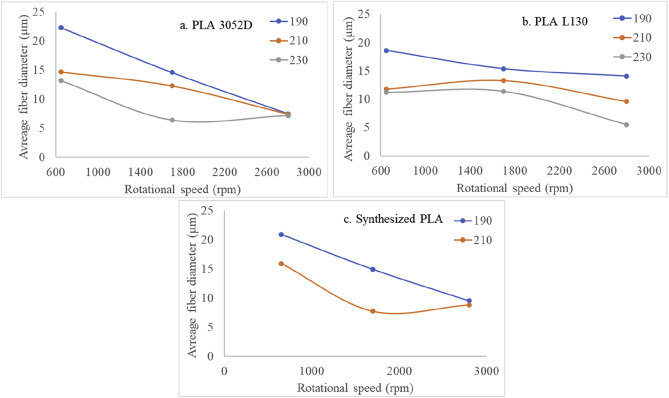 a. PLA 3052D
190
210
230
Avreage fiber diameter (µm)
25
20
15
10
5
0
600 1000 1400 1800 2200 2600 3000
Rotational speed (rpm)
b. PLA L130
190
210
230
Avreage fiber diameter (µm)
25
20
15
10
5
0
600 1000 1400 1800 2200 2600 3000
Rotational speed (rpm)
c. Synthesized PLA
190
210
Avreage fiber diameter (µm)
25
20
15
10
5
0
0 1000 2000 3000
Rotational speed (rpm)